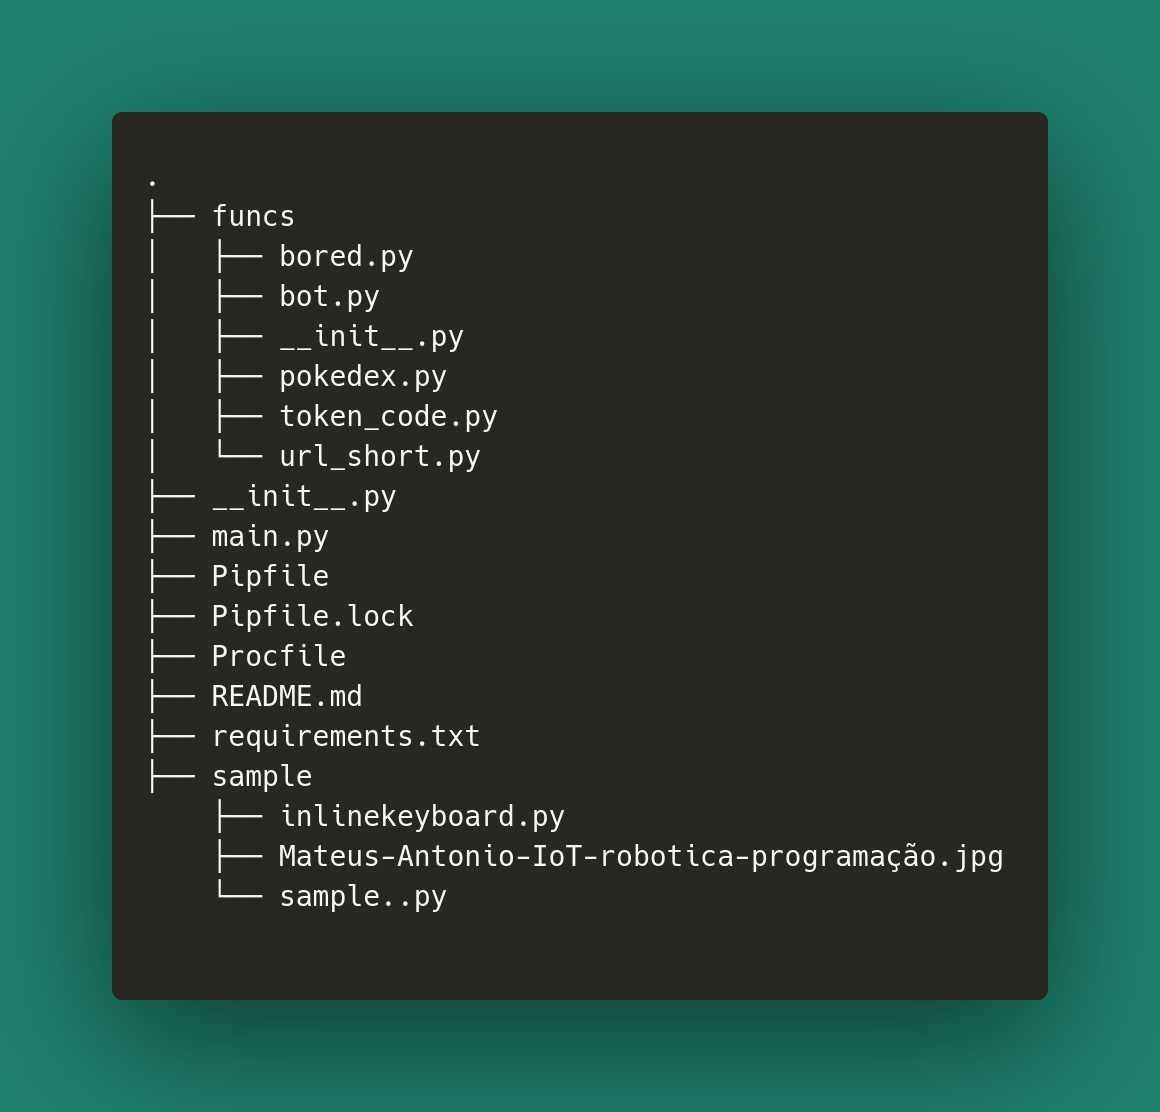 .
├── funcs
│   ├── bored.py
│   ├── bot.py
│   ├── __init__.py
│   ├── pokedex.py
│   ├── token_code.py
│   └── url_short.py
├── __init__.py
├── main.py
├── Pipfile
├── Pipfile.lock
├── Procfile
├── README.md
├── requirements.txt
├── sample
    ├── inlinekeyboard.py
    ├── Mateus-Antonio-IoT-robotica-programação.jpg
    └── sample..py